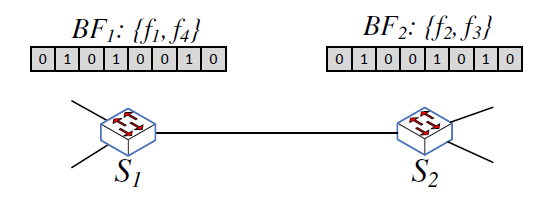 BF₁: {f₁, f₄}
0 1 0 1 0 0 1 0
S₁
BF₂: {f₂, f₃}
0 1 0 0 1 0 1 0
S₂